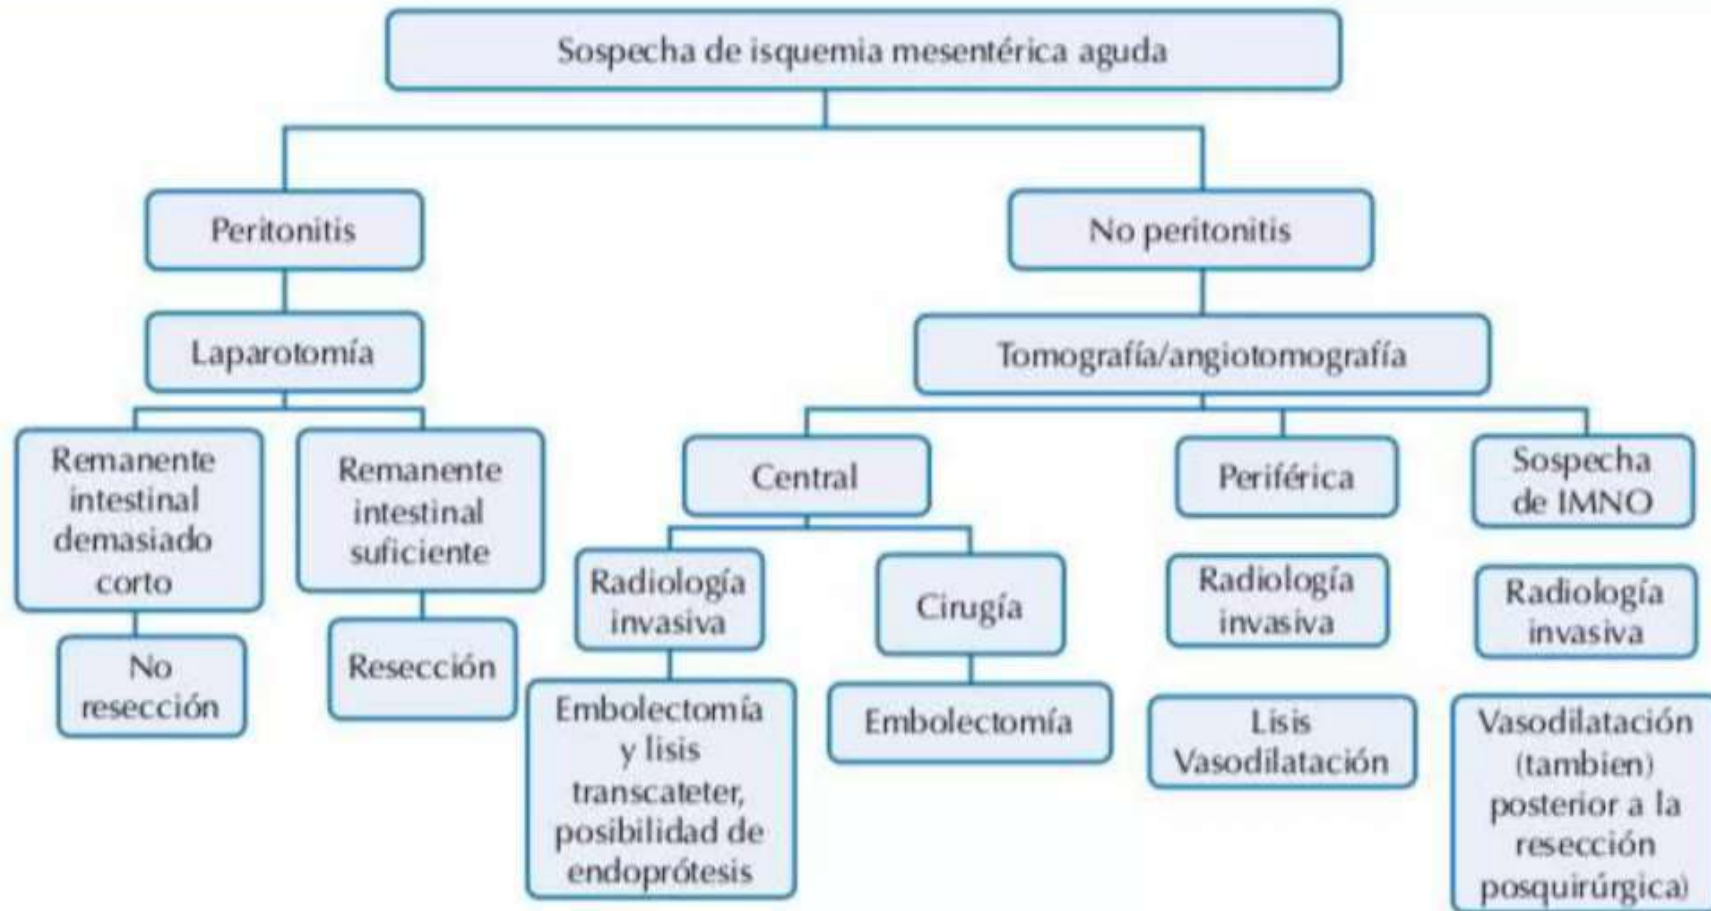 Sospecha de isquemia mesentérica aguda
Peritonitis
No peritonitis
Laparotomía
Tomografía/angiotomografía
Remanente
intestinal
demasiado
corto
Remanente
intestinal
suficiente
Central
Periférica
Sospecha
de IMNO
Radiología
invasiva
Cirugía
Radiología
invasiva
Radiología
invasiva
No
resección
Resección
Embolectomía
y lisis
transcateter,
posibilidad de
endoprótesis
Embolectomía
Lisis
Vasodilatación
Vasodilatación
(tambien)
posterior a la
resección
posquirúrgica)